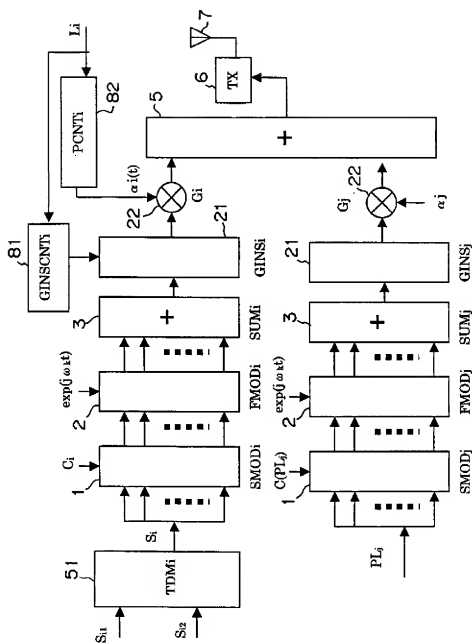 Li
7
PCNTi
82
6
TX
5
+
αi(t)
22
Gi
Gj
22
αj
81
GINSCNTi
21
GINSi
21
GINSj
3
+
SUMi
3
+
SUMj
exp(jωkt)
2
FMODi
exp(jωkt)
2
FMODj
Ci
1
SMODi
C(PLj)
1
SMODj
Si
PLj
51
TDMi
Si1
Si2